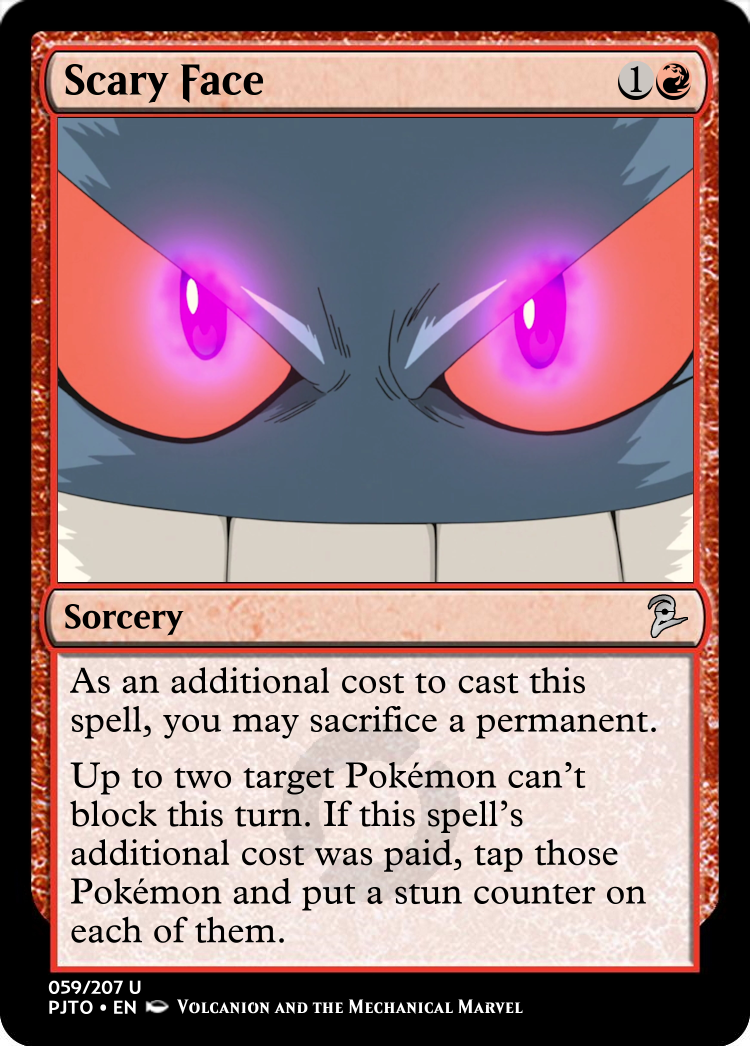 Scary Face
1
Sorcery
As an additional cost to cast this
spell, you may sacrifice a permanent.
Up to two target Pokémon can't
block this turn. If this spell's
additional cost was paid, tap those
Pokémon and put a stun counter on
each of them.
059/207 U
PJTO • EN Volcanion and the Mechanical Marvel